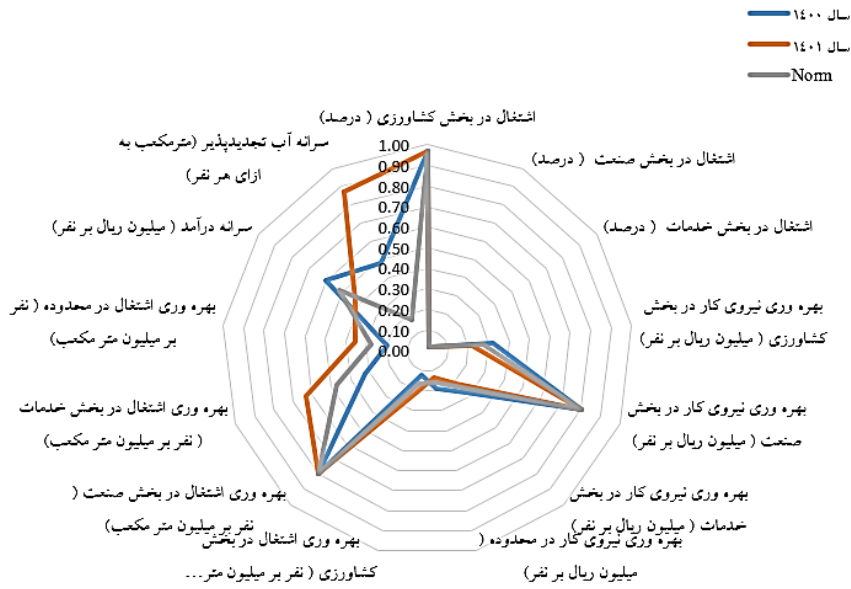 سال ١٤٠٠
سال ١٤٠١
Norm
اشتغال در بخش کشاورزی ( درصد)
اشتغال در بخش صنعت ( درصد)
اشتغال در بخش خدمات ( درصد)
بهره وری نیروی کار در بخش
کشاورزی ( میلیون ریال بر نفر)
بهره وری نیروی کار در بخش
صنعت ( میلیون ریال بر نفر)
بهره وری نیروی کار در بخش
خدمات ( میلیون ریال بر نفر)
بهره وری نیروی کار در محدوده (
میلیون ریال بر نفر)
بهره وری اشتغال در بخش
کشاورزی ( نفر بر میلیون متر...
بهره وری اشتغال در بخش صنعت (
نفر بر میلیون متر مکعب)
بهره وری اشتغال در بخش خدمات
( نفر بر میلیون متر مکعب)
بهره وری اشتغال در محدوده ( نفر
بر میلیون متر مکعب)
سرانه درآمد ( میلیون ریال بر نفر)
سرانه آب تجدیدپذیر (مترمکعب به
ازای هر نفر)
1.00
0.90
0.80
0.70
0.60
0.50
0.40
0.30
0.20
0.10
0.00